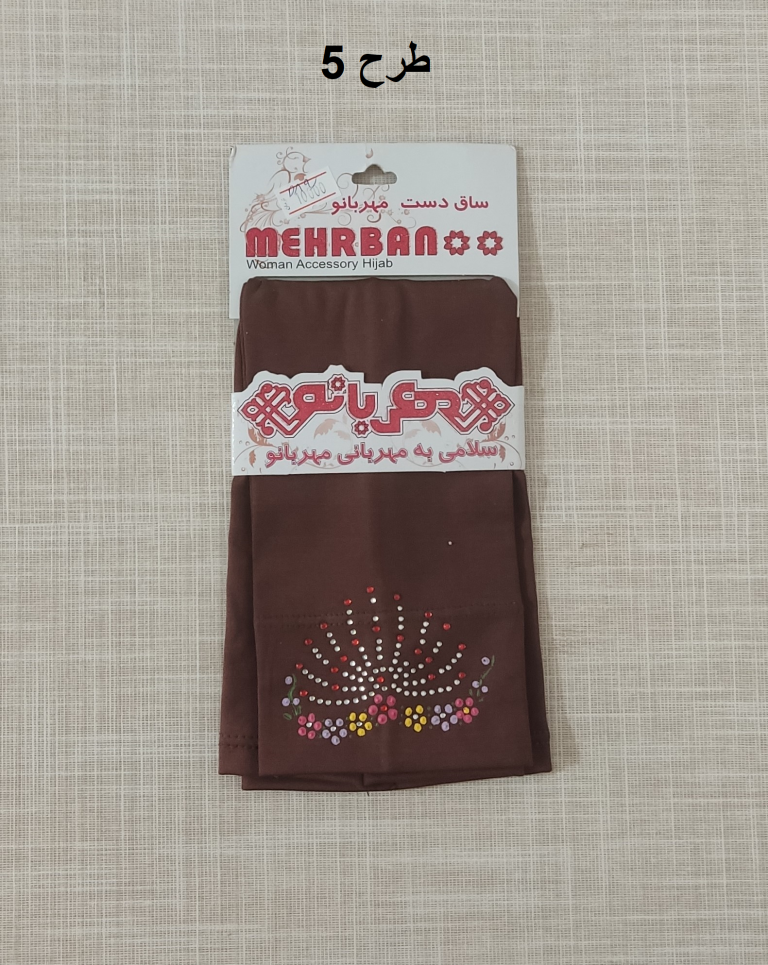 طرح 5
ساق دست مهربانو
MEHRBAN
Woman Accessory Hijab
مهربانو
سلامی به مهربانی مهربانو